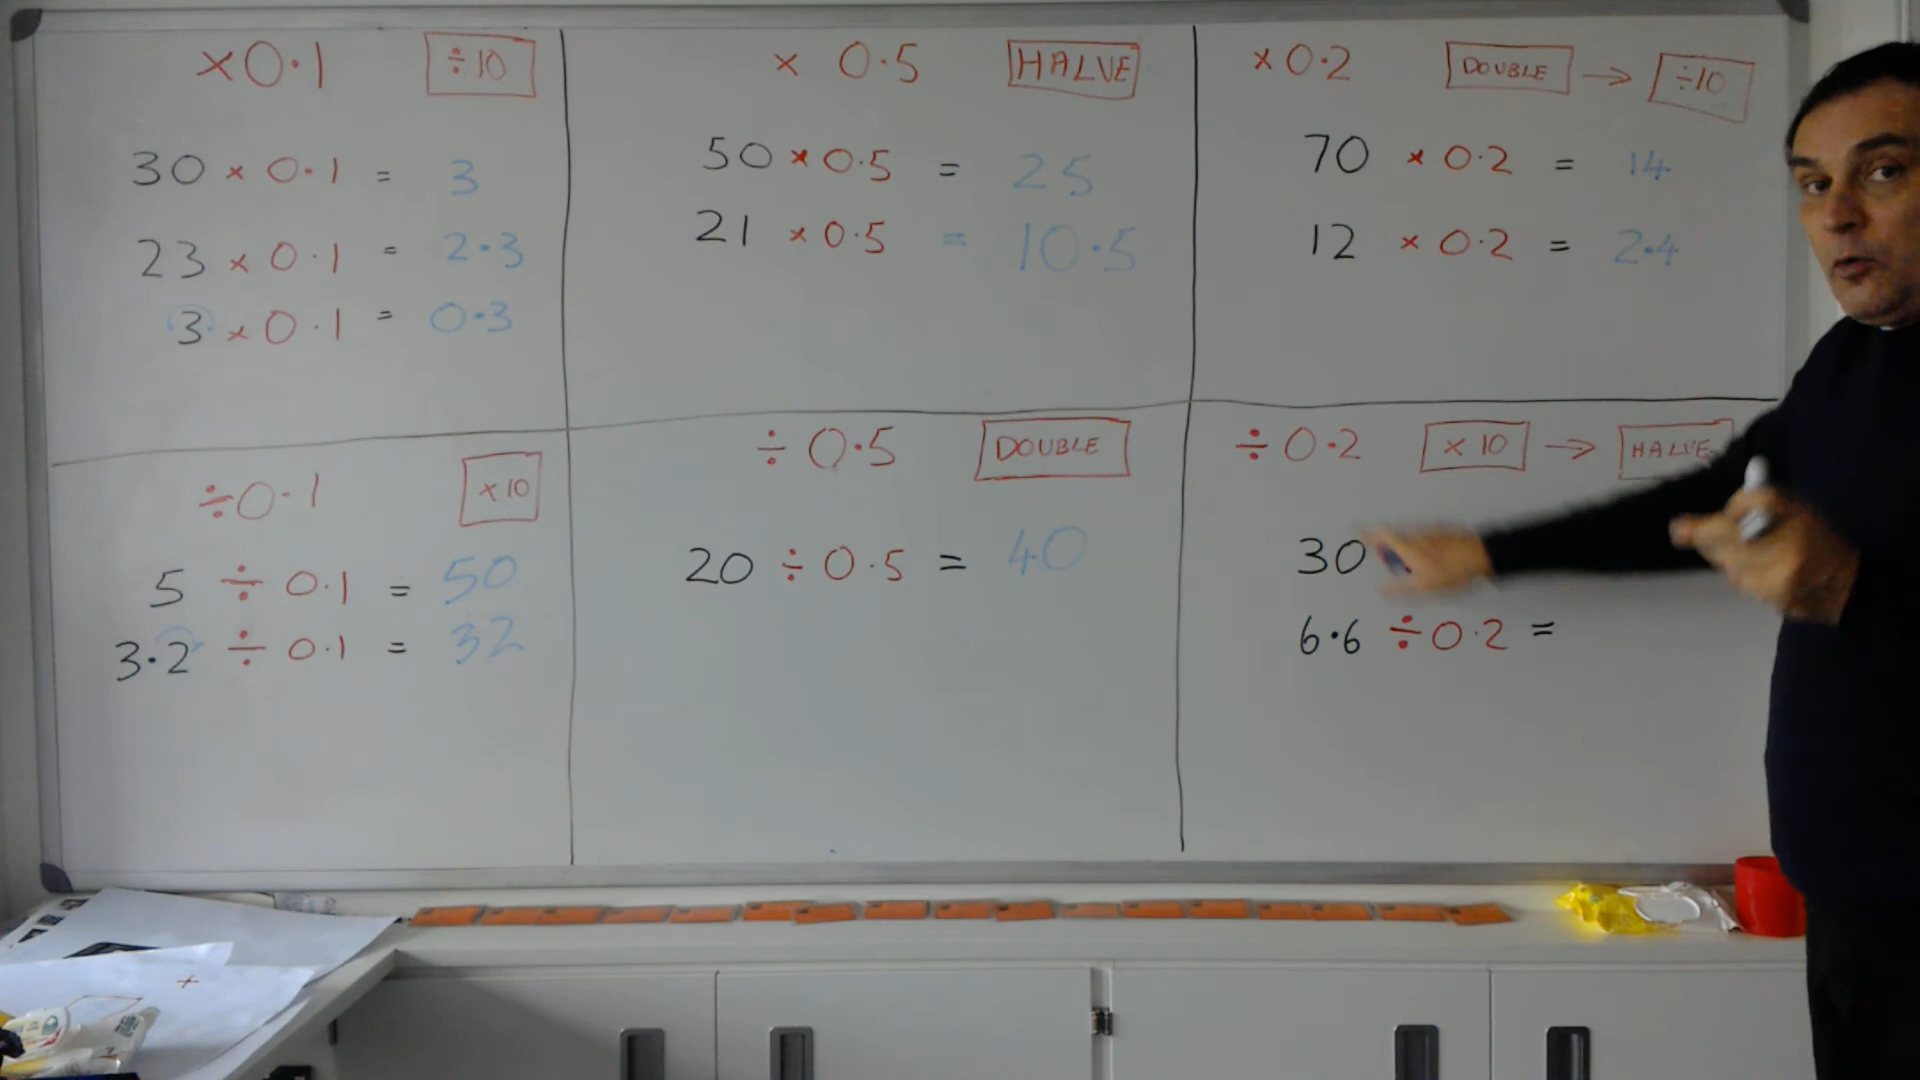 ×0·1 ÷10
30 × 0·1 = 3
23 × 0·1 = 2·3
3 × 0·1 = 0·3
× 0·5 HALVE
50 × 0·5 = 25
21 × 0·5 = 10·5
×0·2 DOUBLE → ÷10
70 × 0·2 = 14
12 × 0·2 = 2·4
÷0·1 ×10
5 ÷ 0·1 = 50
3·2 ÷ 0·1 = 32
÷ 0·5 DOUBLE
20 ÷ 0·5 = 40
÷0·2 ×10 → HALVE
30
6·6 ÷0·2 =